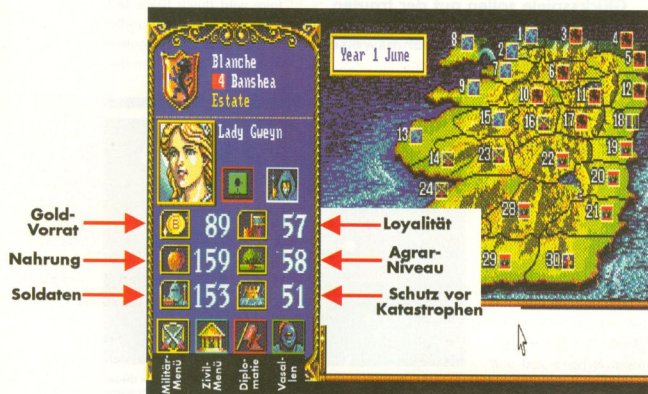 Blanche
4 Banshea
Estate
Lady Gweyn
Year 1 June
Gold-
Vorrat
89
57
Loyalität
Nahrung
159
58
Agrar-
Niveau
Soldaten
153
51
Schutz vor
Katastrophen
Militär-
Menü
Zivil-
Menü
Diplo-
matie
Vasal-
len
1
2
3
4
5
6
7
8
9
10
11
12
13
14
15
16
17
18
19
20
21
22
23
24
28
29
30